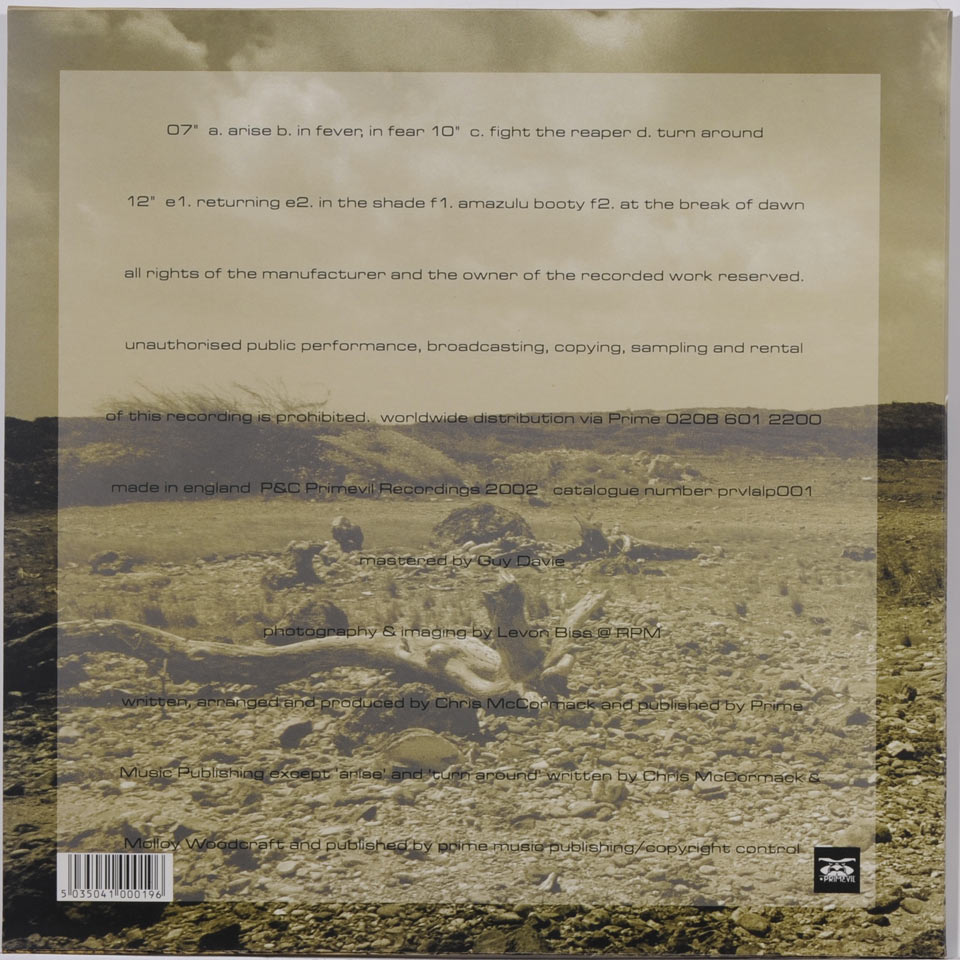 07" a. arise b. in fever, in fear 10" c. fight the reaper d. turn around
12" e1. returning e2. in the shade f1. amazulu booty f2. at the break of dawn
all rights of the manufacturer and the owner of the recorded work reserved.
unauthorised public performance, broadcasting, copying, sampling and rental
of this recording is prohibited. worldwide distribution via Prime 0208 601 2200
made in england P&C Primevil Recordings 2002 catalogue number prvlalp001
mastered by Guy Davie
photography & imaging by Levon Biss @ RPM
written, arranged and produced by Chris McCormack and published by Prime
Music Publishing except 'arise' and 'turn around' written by Chris McCormack &
Molloy Woodcraft and published by prime music publishing/copyright control
5 035041 000196
PRIMEVIL